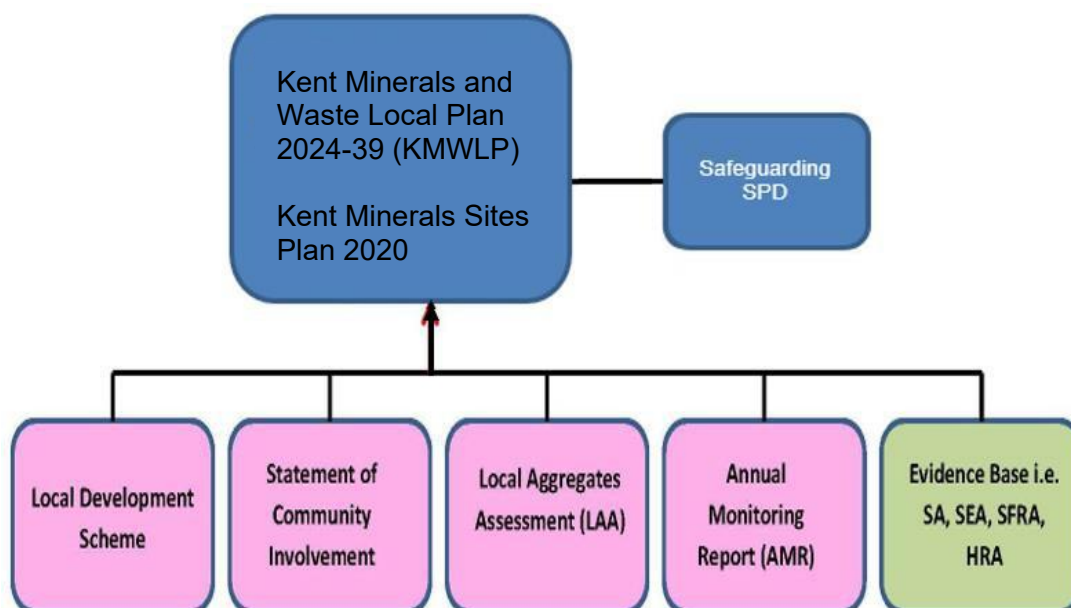 Kent Minerals and
Waste Local Plan
2024-39 (KMWLP)
Kent Minerals Sites
Plan 2020
Safeguarding
SPD
Local Development
Scheme
Statement of
Community
Involvement
Local Aggregates
Assessment (LAA)
Annual
Monitoring
Report (AMR)
Evidence Base i.e.
SA, SEA, SFRA,
HRA